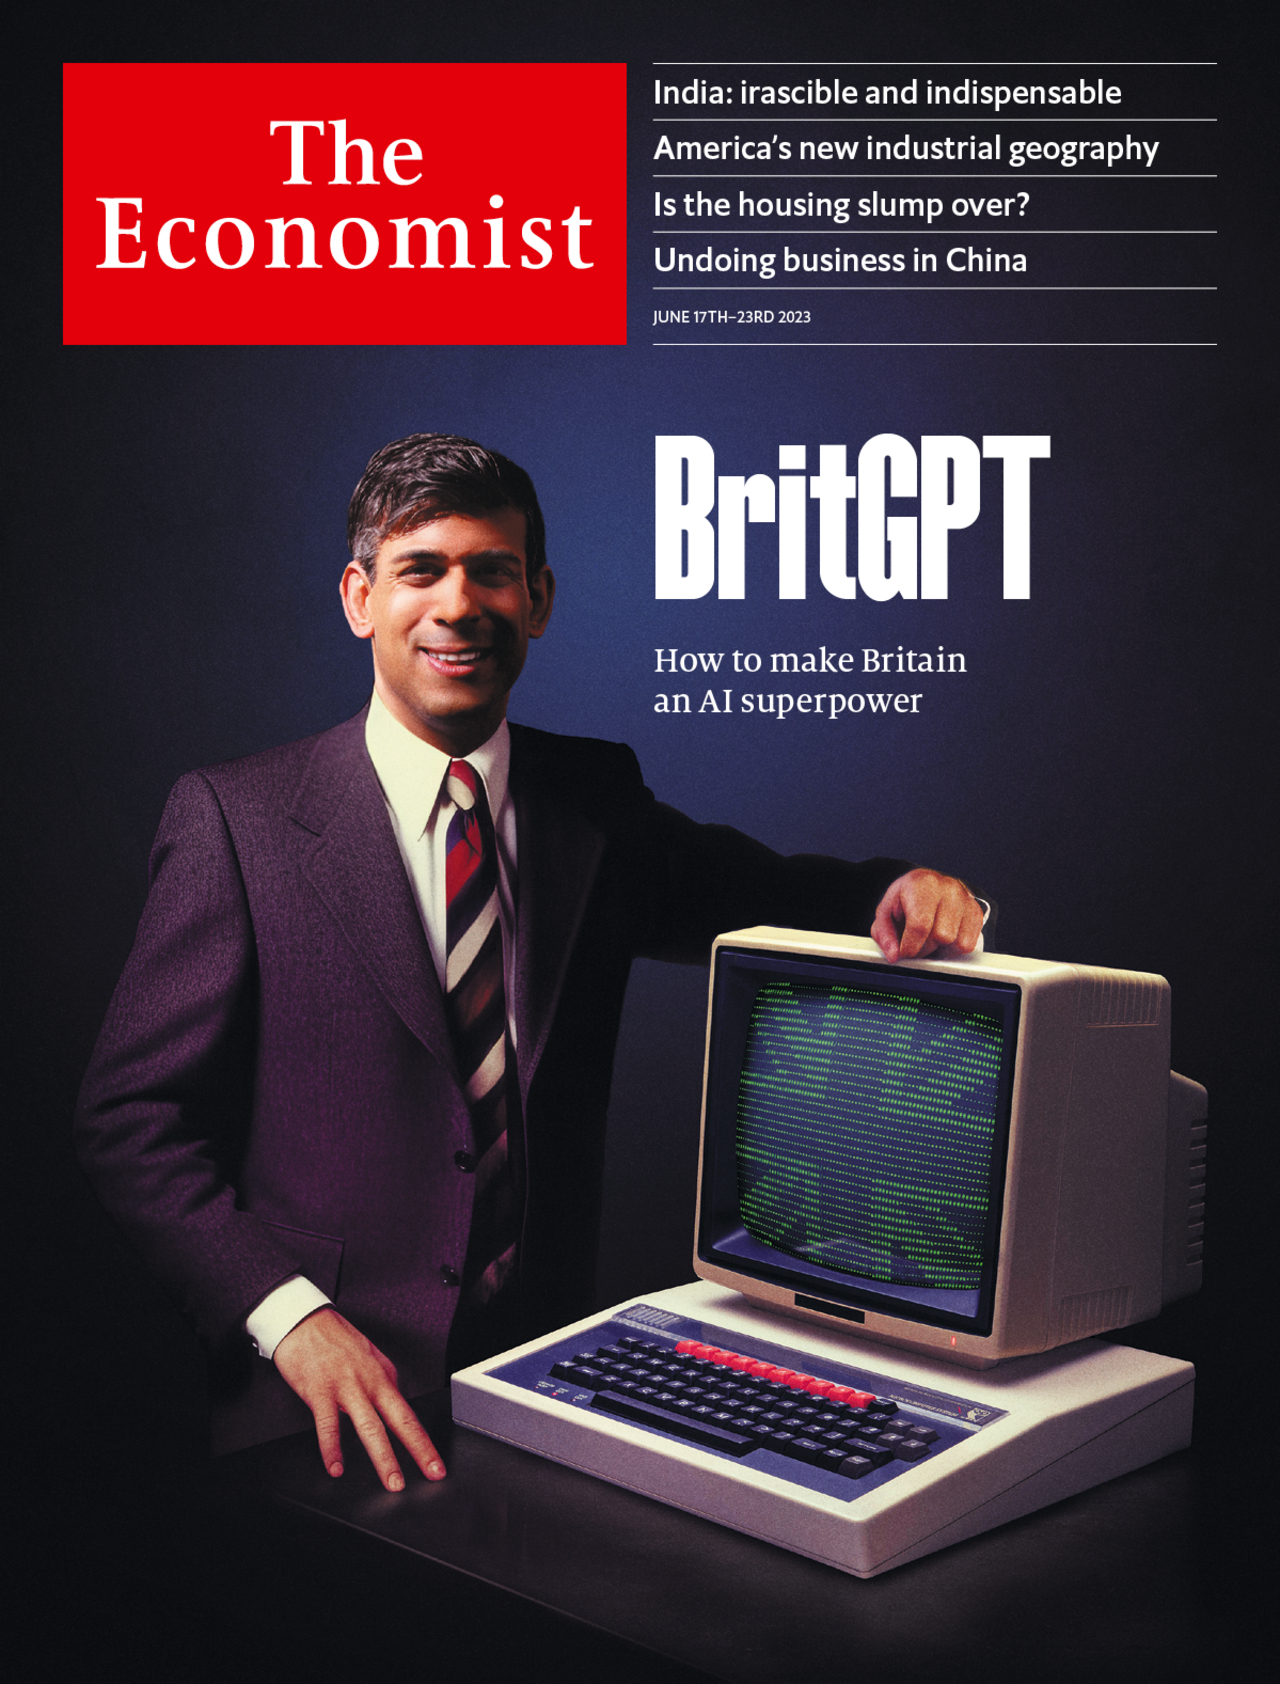 The
Economist
India: irascible and indispensable
America's new industrial geography
Is the housing slump over?
Undoing business in China
JUNE 17TH–23RD 2023
BritGPT
How to make Britain
an AI superpower